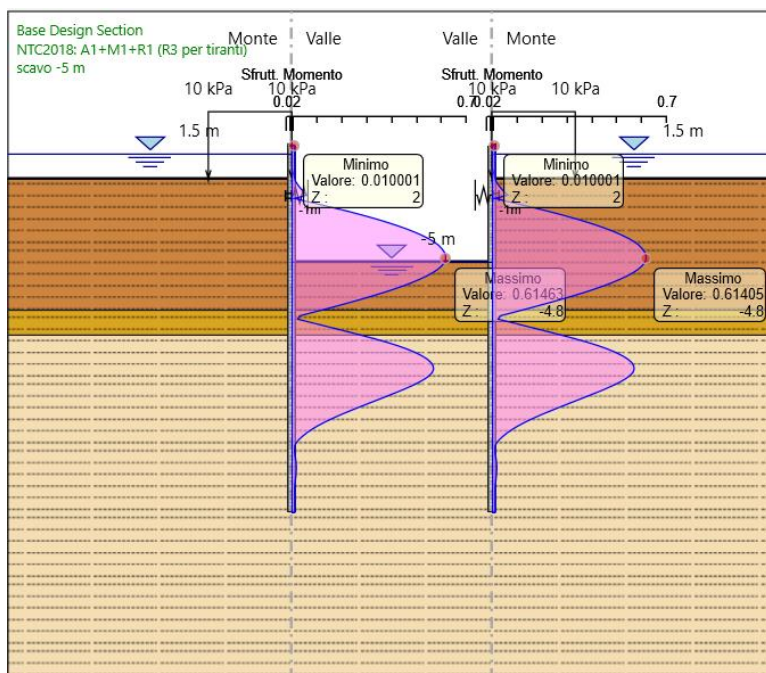 Base Design Section
NTC2018: A1+M1+R1 (R3 per tiranti)
scavo -5 m
Monte
Valle
Valle
Monte
Sfrutt. Momento
Sfrutt. Momento
10 kPa
10 kPa
10 kPa
10 kPa
0.02
0.7
0.02
0.7
1.5 m
1.5 m
Minimo
Valore: 0.010001
Z : 2
Minimo
Valore: 0.010001
Z : 2
-1m
-1m
-5 m
Massimo
Valore: 0.61463
Z : -4.8
Massimo
Valore: 0.61405
Z : -4.8